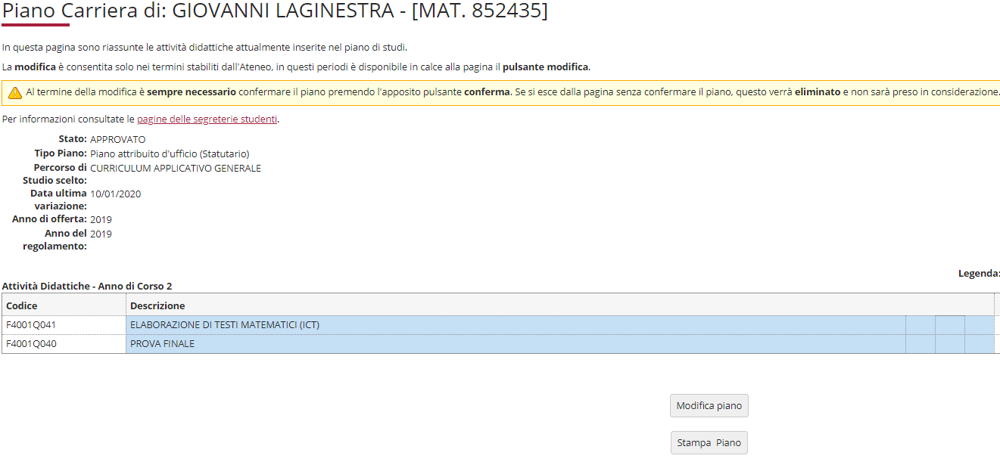 Piano Carriera di: GIOVANNI LAGINESTRA - [MAT. 852435]
In questa pagina sono riassunte le attività didattiche attualmente inserite nel piano di studi.
La modifica è consentita solo nei termini stabiliti dall'Ateneo, in questi periodi è disponibile in calce alla pagina il pulsante modifica.
Al termine della modifica è sempre necessario confermare il piano premendo l'apposito pulsante conferma. Se si esce dalla pagina senza confermare il piano, questo verrà eliminato e non sarà preso in considerazione.
Per informazioni consultate le pagine delle segreterie studenti.
Stato: APPROVATO
Tipo Piano: Piano attribuito d'ufficio (Statutario)
Percorso di CURRICULUM APPLICATIVO GENERALE
Studio scelto:
Data ultima 10/01/2020
variazione:
Anno di offerta: 2019
Anno del 2019
regolamento:
Legenda:
Attività Didattiche - Anno di Corso 2
Codice Descrizione
F4001Q041 ELABORAZIONE DI TESTI MATEMATICI (ICT)
F4001Q040 PROVA FINALE
Modifica piano
Stampa Piano